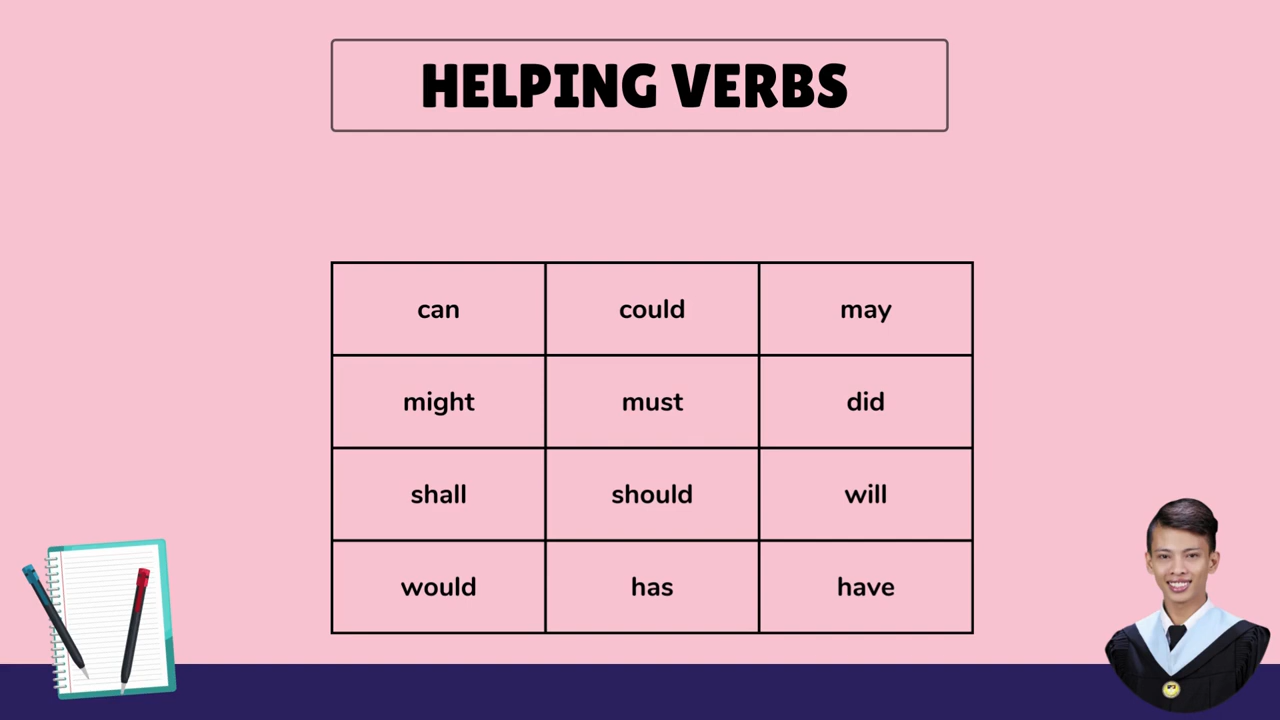 HELPING VERBS
can could may
might must did
shall should will
would has have